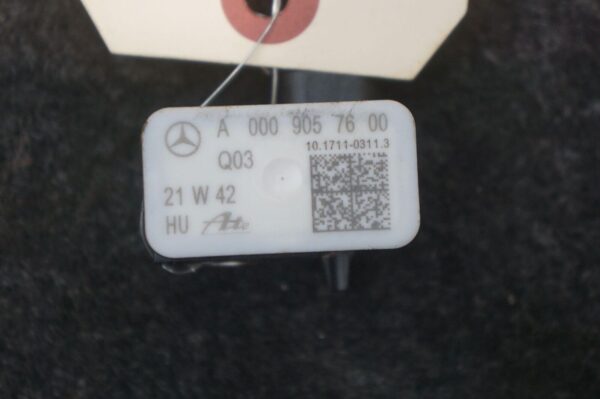 A 000 905 76 00
10.1711-0311.3
Q03
21 W 42
HU Ate